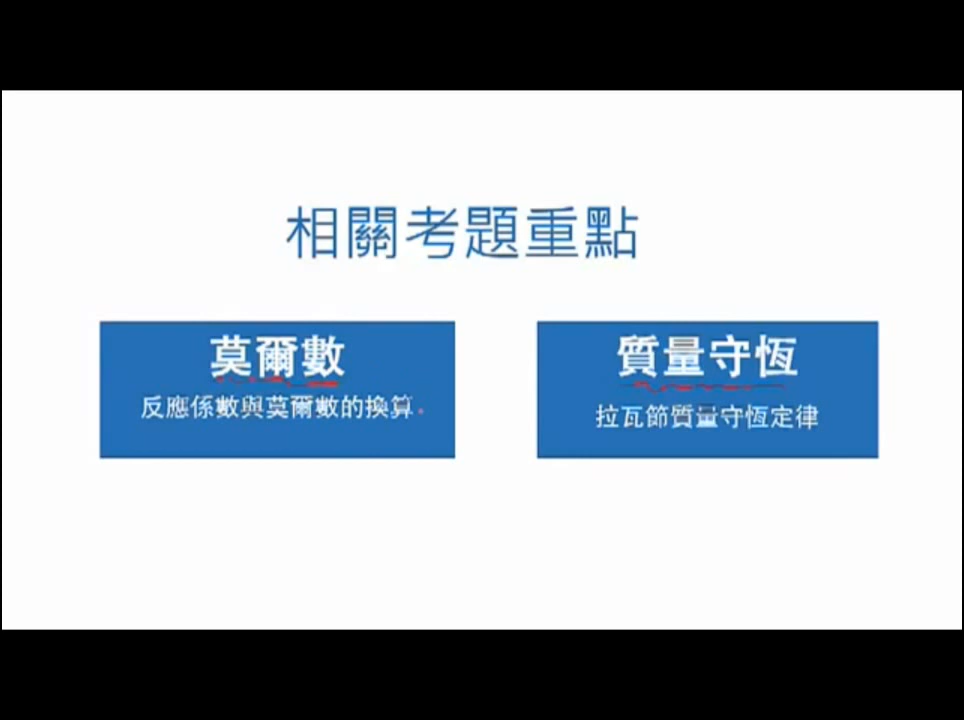 相關考題重點
莫爾數
反應係數與莫爾數的換算
質量守恆
拉瓦節質量守恆定律